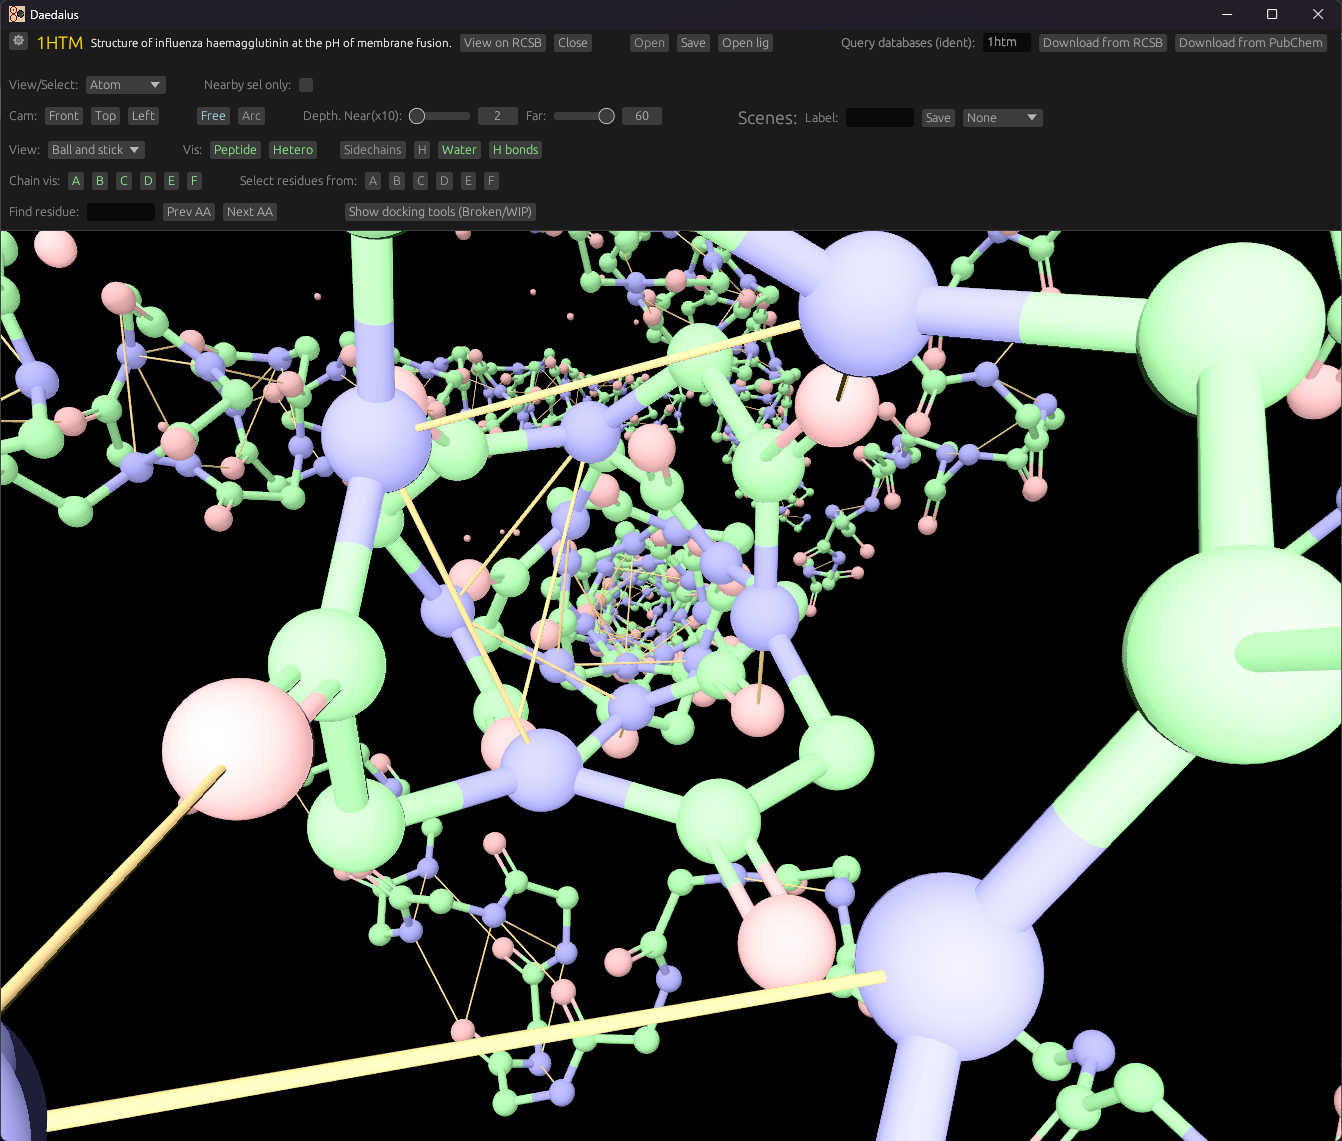 Daedalus
1HTM Structure of influenza haemagglutinin at the pH of membrane fusion. View on RCSB Close Open Save Open lig Query databases (ident): 1htm Download from RCSB Download from PubChem
View/Select: Atom Nearby sel only:
Cam: Front Top Left Free Arc Depth. Near(x10): 2 Far: 60 Scenes: Label: Save None
View: Ball and stick Vis: Peptide Hetero Sidechains H Water H bonds
Chain vis: A B C D E F Select residues from: A B C D E F
Find residue: Prev AA Next AA Show docking tools (Broken/WIP)